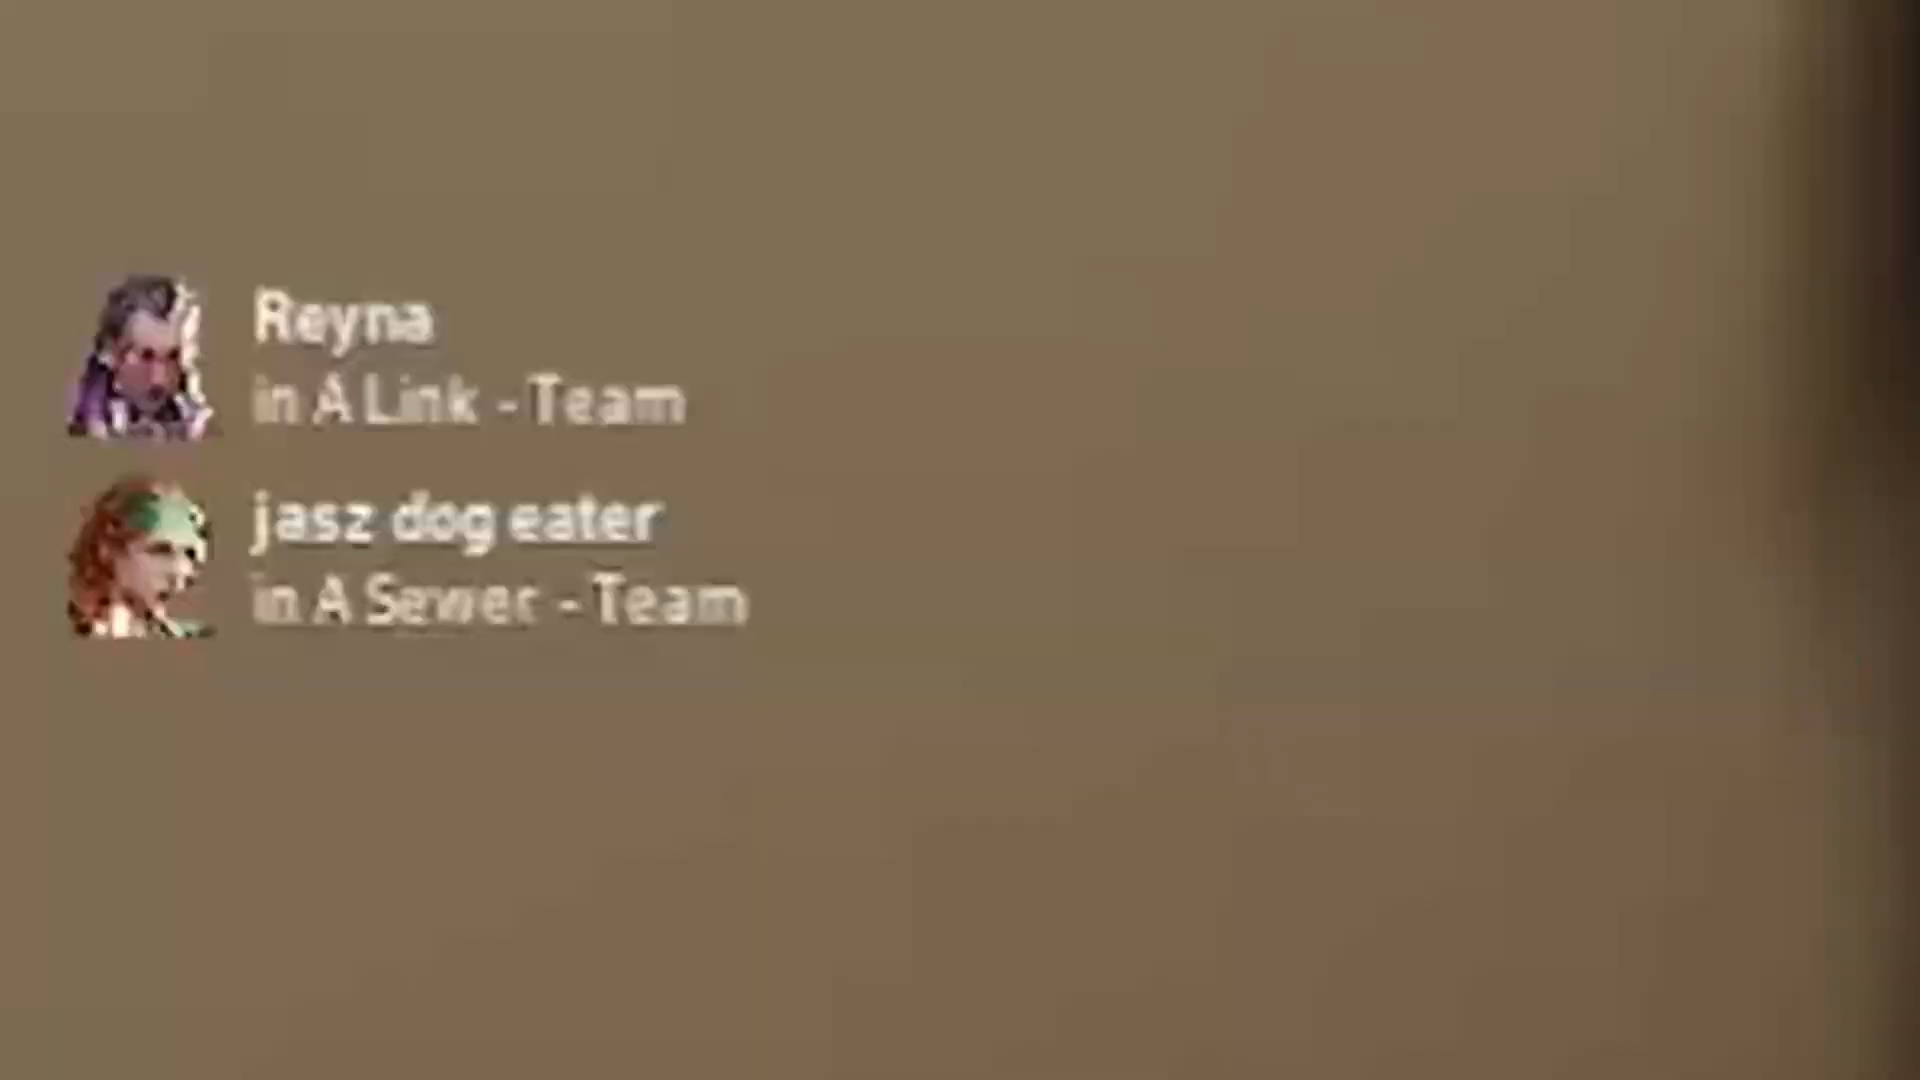 Reyna
in A Link - Team
jasz dog eater
in A Sewer - Team